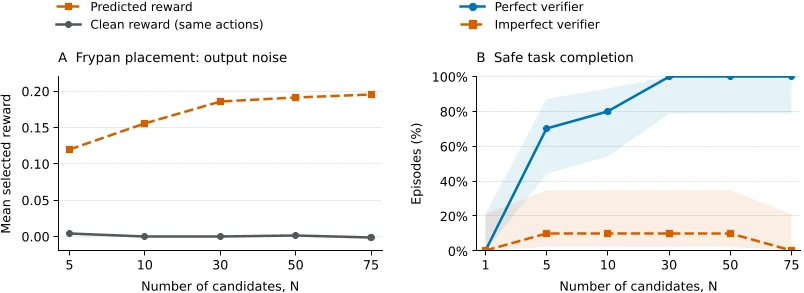 Predicted reward
Clean reward (same actions)
A Frypan placement: output noise
Mean selected reward
0.20
0.15
0.10
0.05
0.00
5 10 30 50 75
Number of candidates, N
Perfect verifier
Imperfect verifier
B Safe task completion
Episodes (%)
100%
80%
60%
40%
20%
0%
1 5 10 30 50 75
Number of candidates, N